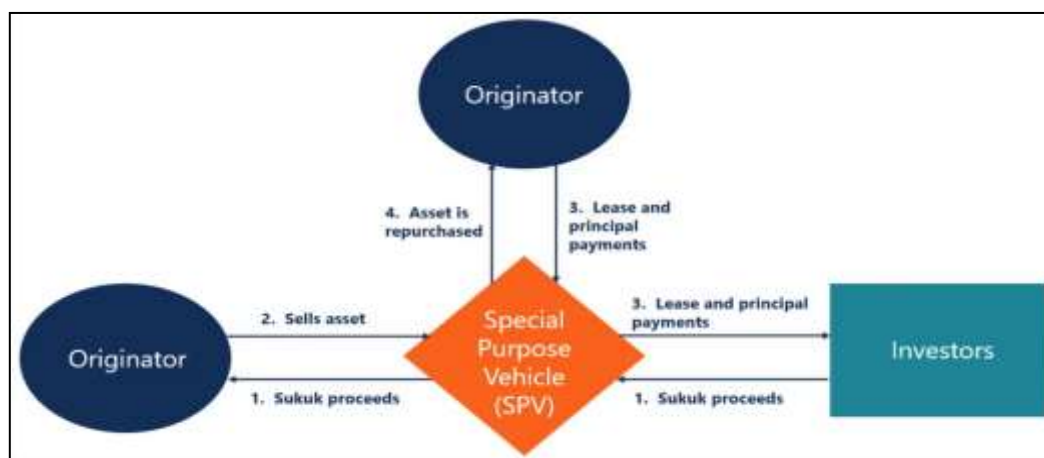 Originator
4. Asset is
repurchased
3. Lease and
principal
payments
Originator
2. Sells asset
1. Sukuk proceeds
Special
Purpose
Vehicle
(SPV)
3. Lease and principal
payments
1. Sukuk proceeds
Investors